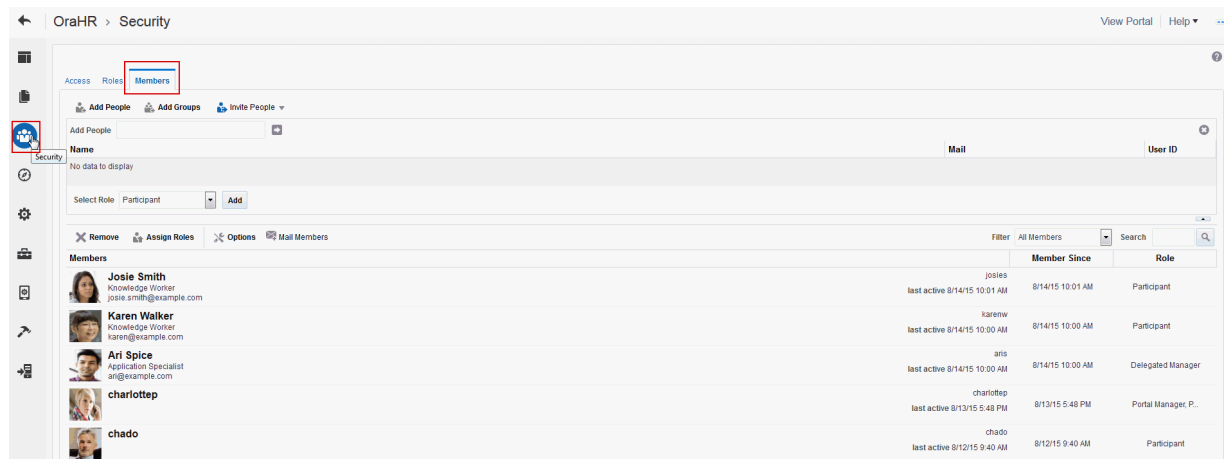 OraHR > Security
View Portal Help
Access Roles Members
Add People Add Groups Invite People
Add People
Security
Name Mail User ID
No data to display
Select Role Participant Add
Remove Assign Roles Options Mail Members Filter All Members Search
Members Member Since Role
Josie Smith
Knowledge Worker
josie.smith@example.com
josies
last active 8/14/15 10:01 AM
8/14/15 10:01 AM
Participant
Karen Walker
Knowledge Worker
karen@example.com
karenw
last active 8/14/15 10:00 AM
8/14/15 10:00 AM
Participant
Ari Spice
Application Specialist
ari@example.com
aris
last active 8/14/15 10:00 AM
8/14/15 10:00 AM
Delegated Manager
charlottep
charlottep
last active 8/13/15 5:48 PM
8/13/15 5:48 PM
Portal Manager, P...
chado
chado
last active 8/12/15 9:40 AM
8/12/15 9:40 AM
Participant